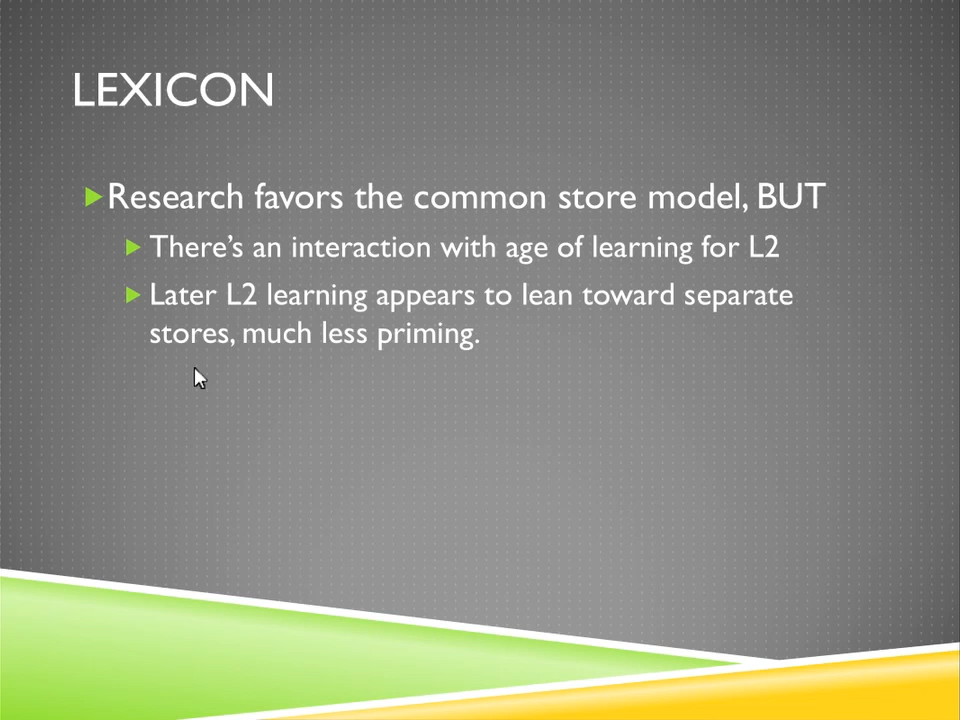 LEXICON
Research favors the common store model, BUT
There's an interaction with age of learning for L2
Later L2 learning appears to lean toward separate
stores, much less priming.